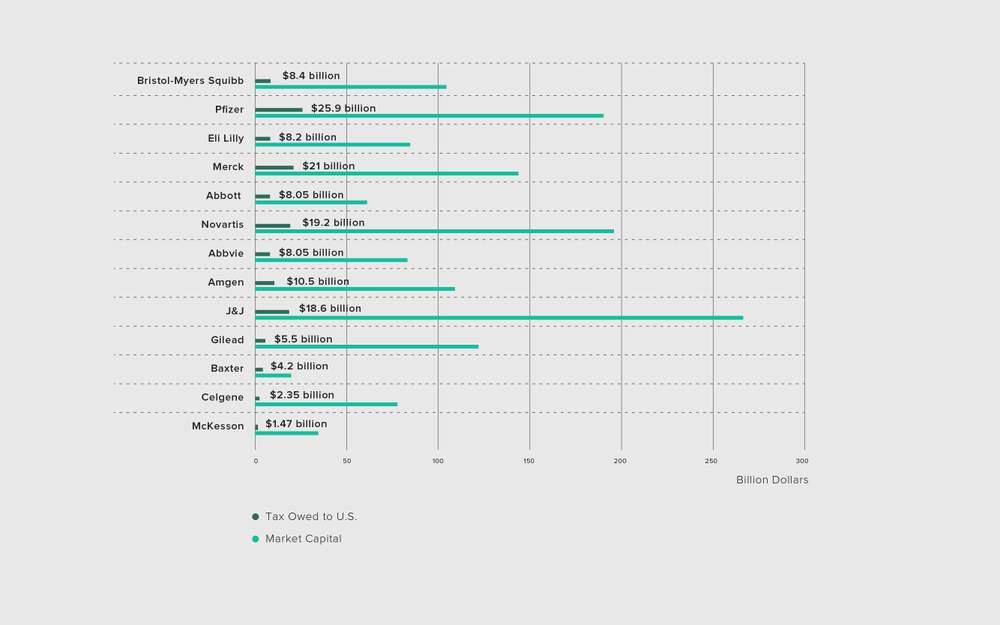 Bristol-Myers Squibb $8.4 billion
Pfizer $25.9 billion
Eli Lilly $8.2 billion
Merck $21 billion
Abbott $8.05 billion
Novartis $19.2 billion
Abbvie $8.05 billion
Amgen $10.5 billion
J&J $18.6 billion
Gilead $5.5 billion
Baxter $4.2 billion
Celgene $2.35 billion
McKesson $1.47 billion
0 50 100 150 200 250 300
Billion Dollars
Tax Owed to U.S.
Market Capital